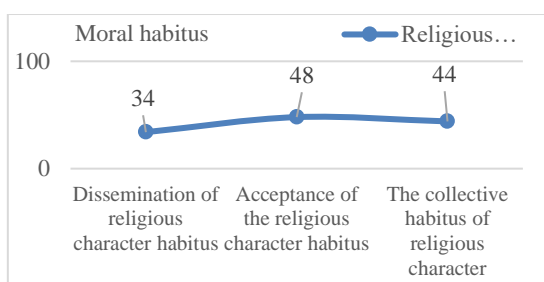 Moral habitus
Religious…
100
34
48
44
0
Dissemination of
religious
character habitus
Acceptance of
the religious
character habitus
The collective
habitus of
religious
character